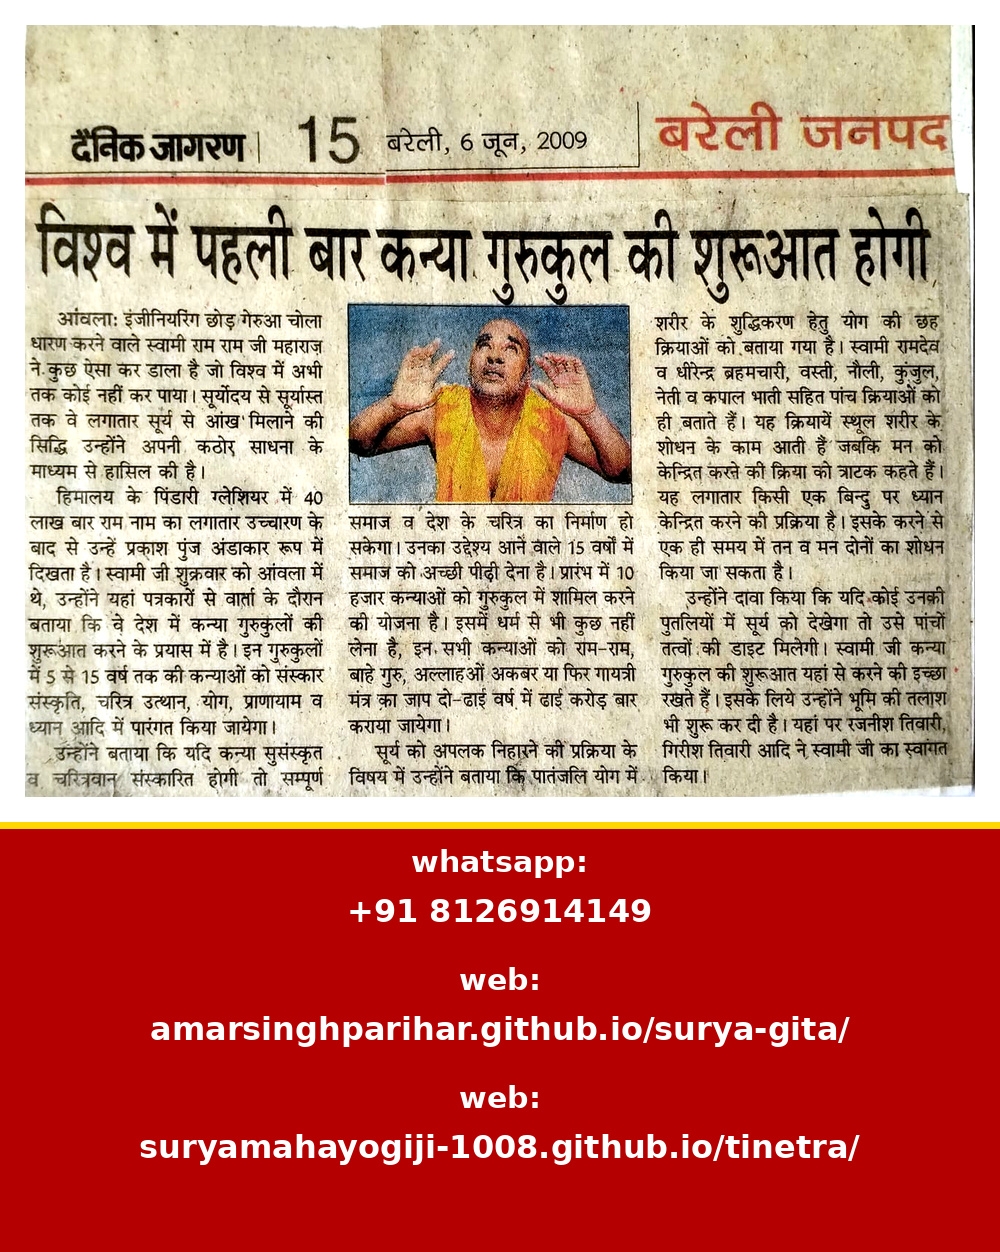 दैनिक जागरण
15
बरेली, 6 जून, 2009
बरेली जनपद
विश्व में पहली बार कन्या गुरुकुल की शुरूआत होगी
आंवला: इंजीनियरिंग छोड़ गेरुआ चोला
धारण करने वाले स्वामी राम राम जी महाराज
ने कुछ ऐसा कर डाला है जो विश्व में अभी
तक कोई नहीं कर पाया। सूर्योदय से सूर्यास्त
तक वे लगातार सूर्य से आंख मिलाने की
सिद्धि उन्होंने अपनी कठोर साधना के
माध्यम से हासिल की है।
हिमालय के पिंडारी ग्लेशियर में 40
लाख बार राम नाम का लगातार उच्चारण के
बाद से उन्हें प्रकाश पुंज अंडाकार रूप में
दिखता है। स्वामी जी शुक्रवार को आंवला में
थे, उन्होंने यहां पत्रकारों से वार्ता के दौरान
बताया कि वे देश में कन्या गुरुकुलों की
शुरूआत करने के प्रयास में है। इन गुरुकुलों
में 5 से 15 वर्ष तक की कन्याओं को संस्कार
संस्कृति, चरित्र उत्थान, योग, प्राणायाम व
ध्यान आदि में पारंगत किया जायेगा।
उन्होंने बताया कि यदि कन्या सुसंस्कृत
व चरित्रवान संस्कारित होगी तो सम्पूर्ण
समाज व देश के चरित्र का निर्माण हो
सकेगा। उनका उद्देश्य आने वाले 15 वर्षों में
समाज को अच्छी पीढ़ी देना है। प्रारंभ में 10
हजार कन्याओं को गुरुकुल में शामिल करने
की योजना है। इसमें धर्म से भी कुछ नहीं
लेना है, इन सभी कन्याओं को राम-राम,
बाहे गुरु, अल्लाहओं अकबर या फिर गायत्री
मंत्र का जाप दो-ढाई वर्ष में ढाई करोड़ बार
कराया जायेगा।
सूर्य को अपलक निहारने की प्रक्रिया के
विषय में उन्होंने बताया कि पातंजलि योग में
शरीर के शुद्धिकरण हेतु योग की छह
क्रियाओं को बताया गया है। स्वामी रामदेव
व धीरेन्द्र ब्रहमचारी, वस्ती, नौली, कुंजुल,
नेती व कपाल भाती सहित पांच क्रियाओं को
ही बताते हैं। यह क्रियायें स्थूल शरीर के
शोधन के काम आती हैं जबकि मन को
केन्द्रित करने की क्रिया को त्राटक कहते हैं।
यह लगातार किसी एक बिन्दु पर ध्यान
केन्द्रित करने की प्रक्रिया है। इसके करने से
एक ही समय में तन व मन दोनों का शोधन
किया जा सकता है।
उन्होंने दावा किया कि यदि कोई उनकी
पुतलियों में सूर्य को देखेगा तो उसे पांचों
तत्वों की डाइट मिलेगी। स्वामी जी कन्या
गुरुकुल की शुरूआत यहां से करने की इच्छा
रखते हैं। इसके लिये उन्होंने भूमि की तलाश
भी शुरू कर दी है। यहां पर रजनीश तिवारी,
गिरीश तिवारी आदि ने स्वामी जी का स्वागत
किया।
whatsapp:
+91 8126914149
web:
amarsinghparihar.github.io/surya-gita/
web:
suryamahayogiji-1008.github.io/tinetra/